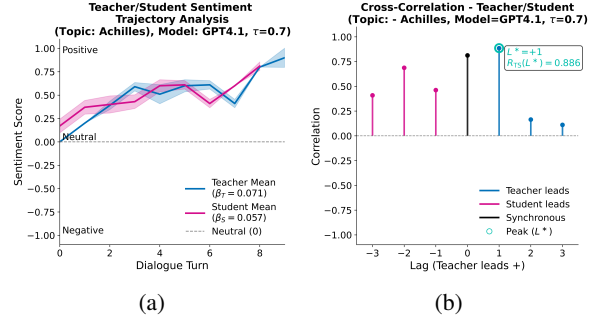 Teacher/Student Sentiment
Trajectory Analysis
(Topic: Achilles), Model: GPT4.1, τ=0.7)
Sentiment Score
1.00
0.75
0.50
0.25
0.00
−0.25
−0.50
−0.75
−1.00
Positive
Neutral
Negative
Teacher Mean
(β_T = 0.071)
Student Mean
(β_S = 0.057)
Neutral (0)
0 2 4 6 8
Dialogue Turn
(a)
Cross-Correlation - Teacher/Student
(Topic: - Achilles, Model=GPT4.1, τ=0.7)
Correlation
1.00
0.75
0.50
0.25
0.00
−0.25
−0.50
−0.75
−1.00
L*=+1
R_TS(L*) = 0.886
Teacher leads
Student leads
Synchronous
Peak (L*)
−3 −2 −1 0 1 2 3
Lag (Teacher leads +)
(b)